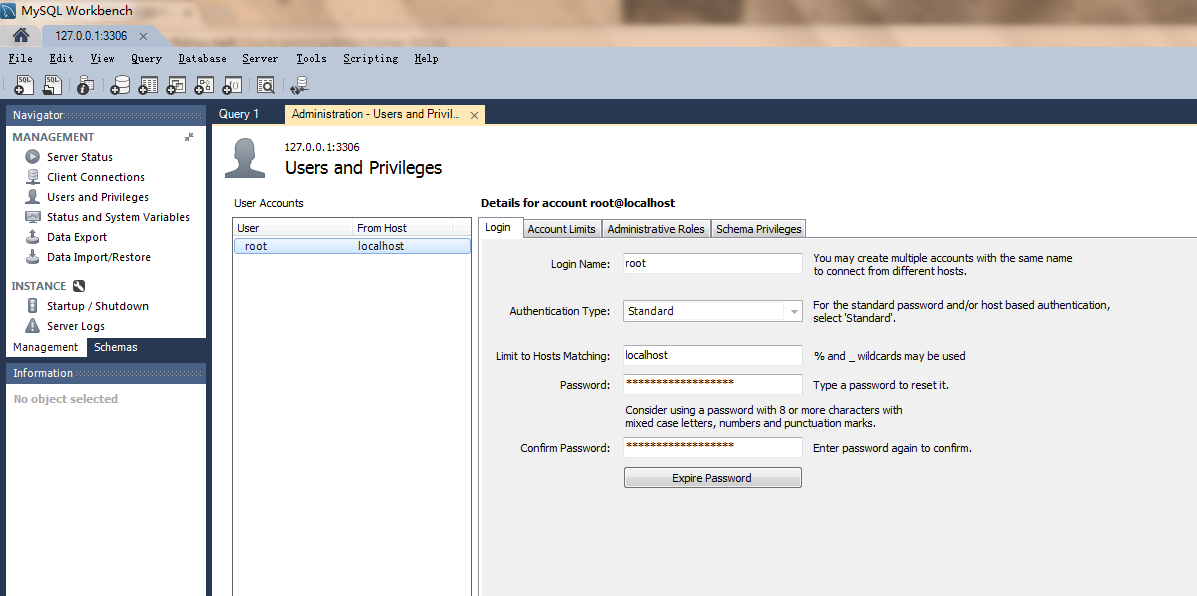 MySQL Workbench
127.0.0.1:3306
File Edit View Query Database Server Tools Scripting Help
Navigator
Query 1
Administration - Users and Privil...
MANAGEMENT
Server Status
Client Connections
Users and Privileges
Status and System Variables
Data Export
Data Import/Restore
INSTANCE
Startup / Shutdown
Server Logs
Management Schemas
Information
No object selected
127.0.0.1:3306
Users and Privileges
User Accounts
User From Host
root localhost
Details for account root@localhost
Login Account Limits Administrative Roles Schema Privileges
Login Name: root
You may create multiple accounts with the same name
to connect from different hosts.
Authentication Type: Standard
For the standard password and/or host based authentication,
select 'Standard'.
Limit to Hosts Matching: localhost % and _ wildcards may be used
Password: ****************** Type a password to reset it.
Consider using a password with 8 or more characters with
mixed case letters, numbers and punctuation marks.
Confirm Password: ****************** Enter password again to confirm.
Expire Password